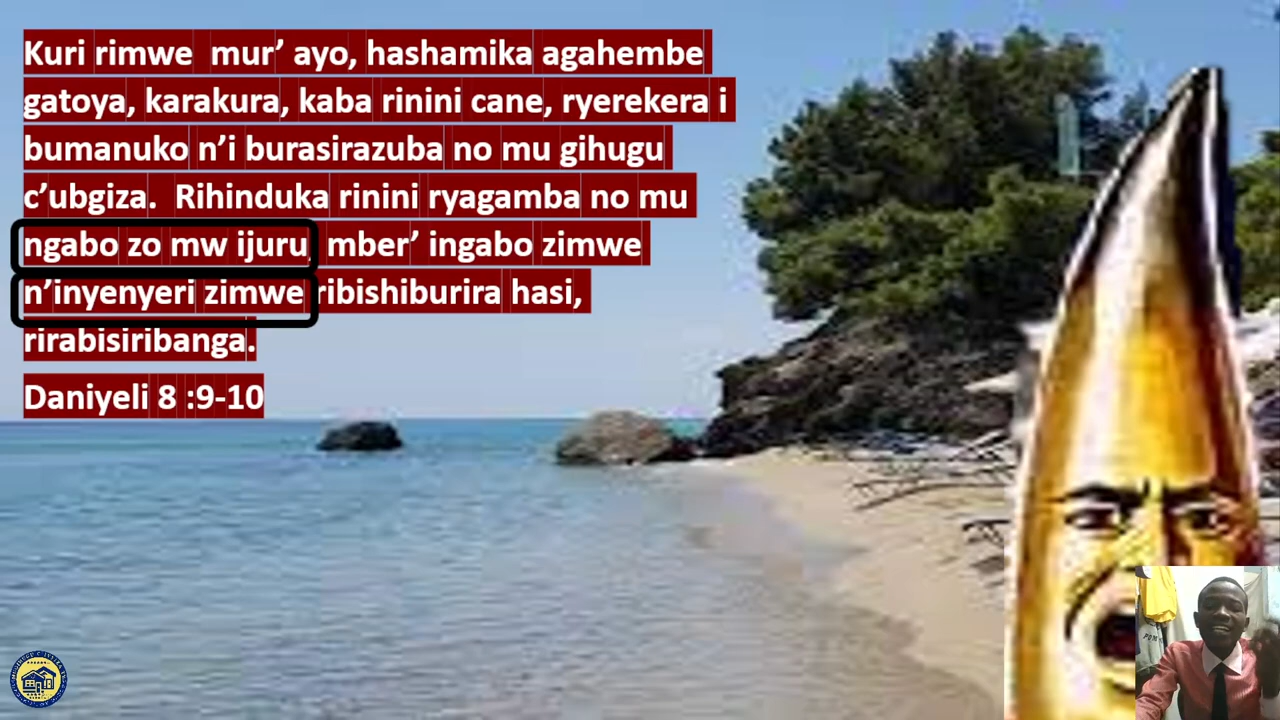 Kuri rimwe mur’ ayo, hashamika agahembe
gatoya, karakura, kaba rinini cane, ryerekera i
bumanuko n’i burasirazuba no mu gihugu
c’ubgiza. Rihinduka rinini ryagamba no mu
ngabo zo mw ijuru, mber’ ingabo zimwe
n’inyenyeri zimwe ribishiburira hasi,
rirabisiribanga.
Daniyeli 8 :9-10